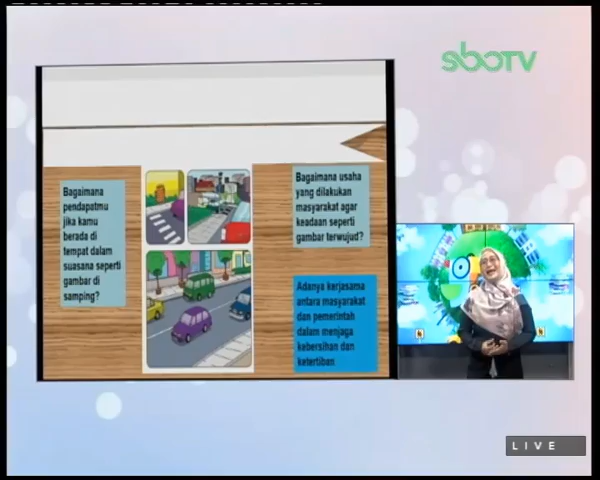 sboTV
Bagaimana
pendapatmu
jika kamu
berada di
tempat dalam
suasana seperti
gambar di
samping?
Bagaimana usaha
yang dilakukan
masyarakat agar
keadaan seperti
gambar terwujud?
Adanya kerjasama
antara masyarakat
dan pemerintah
dalam menjaga
kebersihan dan
ketertiban
LIVE